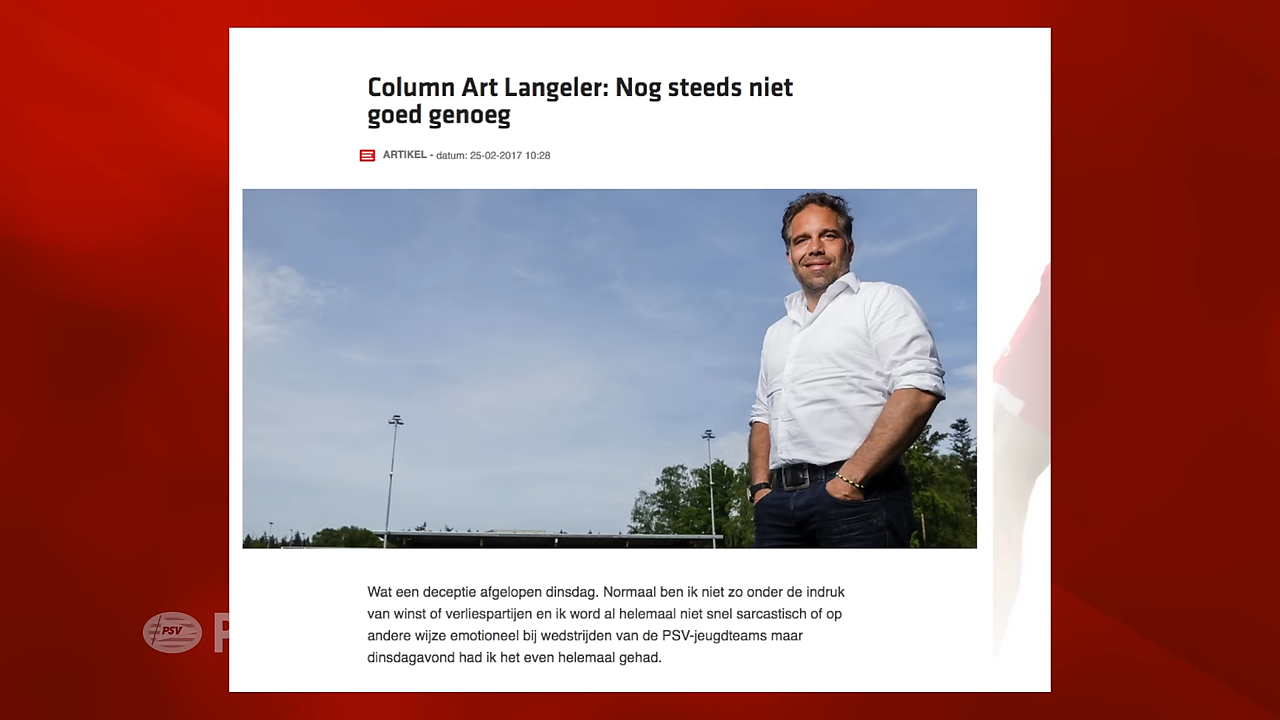 Column Art Langeler: Nog steeds niet
goed genoeg
ARTIKEL - datum: 25-02-2017 10:28
Wat een deceptie afgelopen dinsdag. Normaal ben ik niet zo onder de indruk
van winst of verliespartijen en ik word al helemaal niet snel sarcastisch of op
andere wijze emotioneel bij wedstrijden van de PSV-jeugdteams maar
dinsdagavond had ik het even helemaal gehad.
PSV P